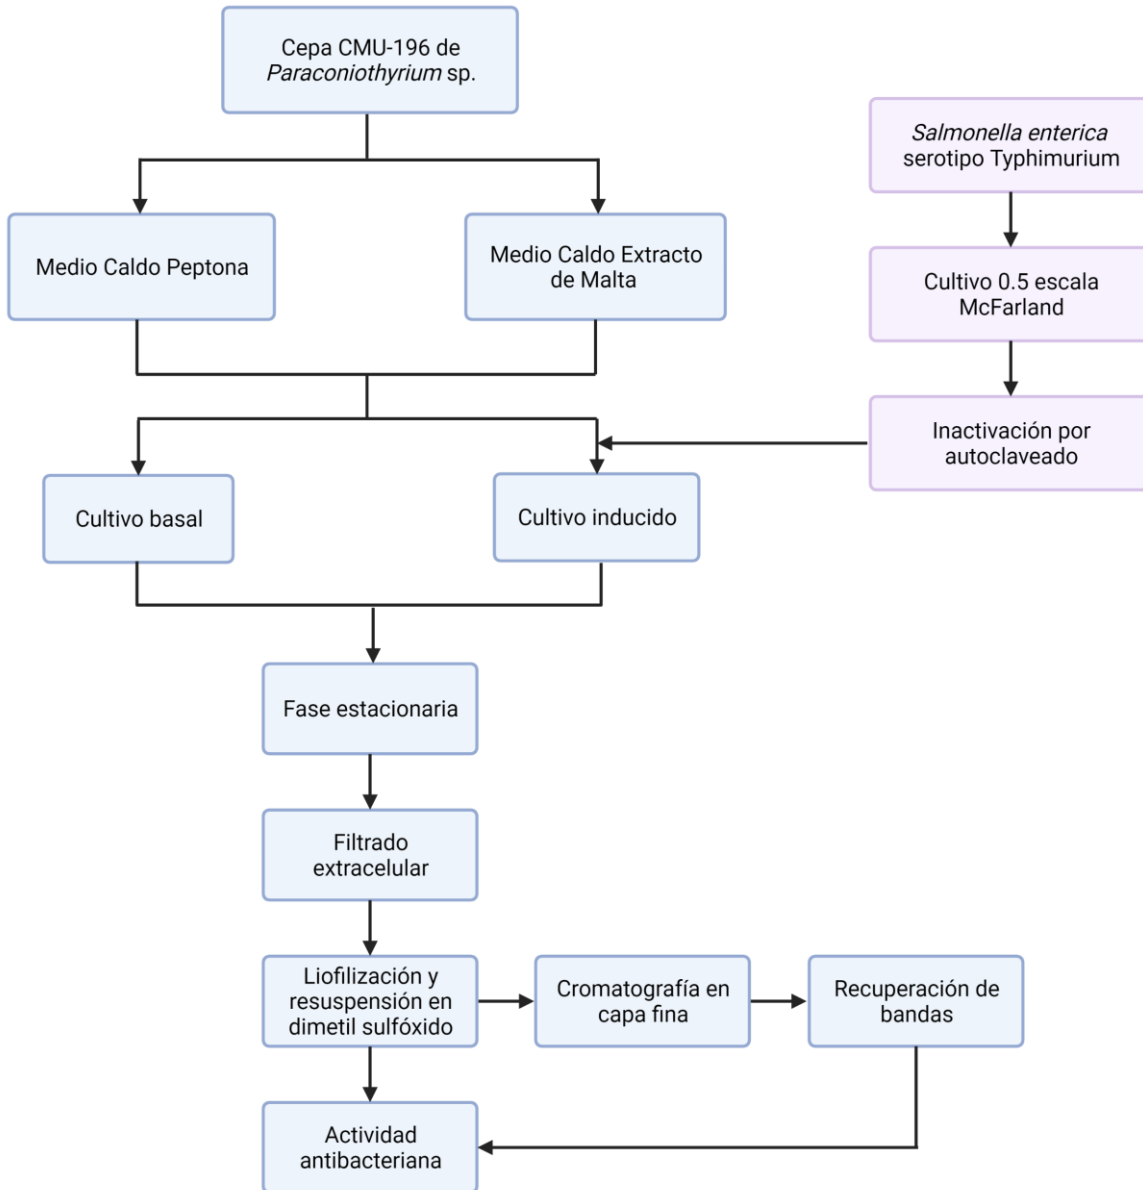 Cepa CMU-196 de
Paraconiothyrium sp.
Salmonella enterica
serotipo Typhimurium
Medio Caldo Peptona
Medio Caldo Extracto
de Malta
Cultivo 0.5 escala
McFarland
Inactivación por
autoclaveado
Cultivo basal
Cultivo inducido
Fase estacionaria
Filtrado
extracelular
Liofilización y
resuspensión en
dimetil sulfóxido
Cromatografía en
capa fina
Recuperación de
bandas
Actividad
antibacteriana